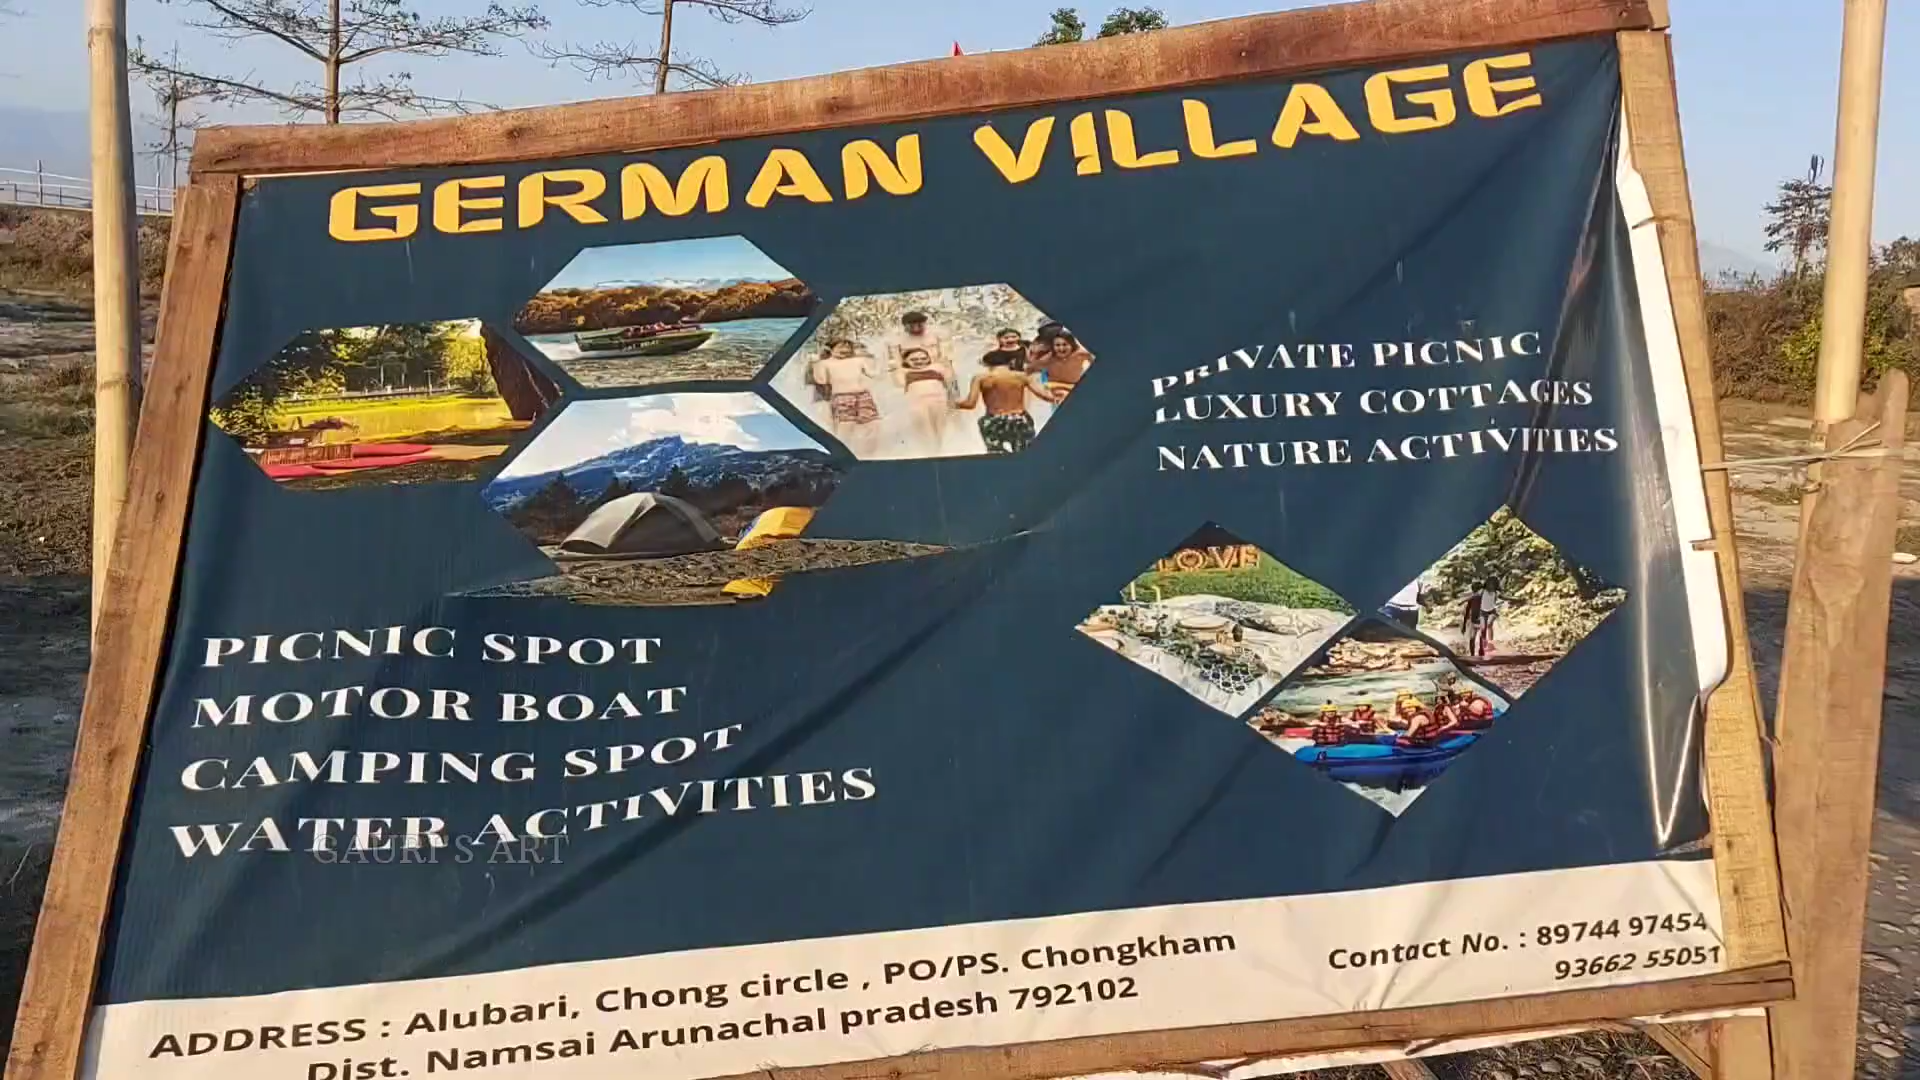 GERMAN VILLAGE
PRIVATE PICNIC
LUXURY COTTAGES
NATURE ACTIVITIES
LOVE
PICNIC SPOT
MOTOR BOAT
CAMPING SPOT
WATER ACTIVITIES
GAURI'S ART
ADDRESS : Alubari, Chong circle , PO/PS. Chongkham
Dist. Namsai Arunachal pradesh 792102
Contact No. : 89744 97454
93662 55051